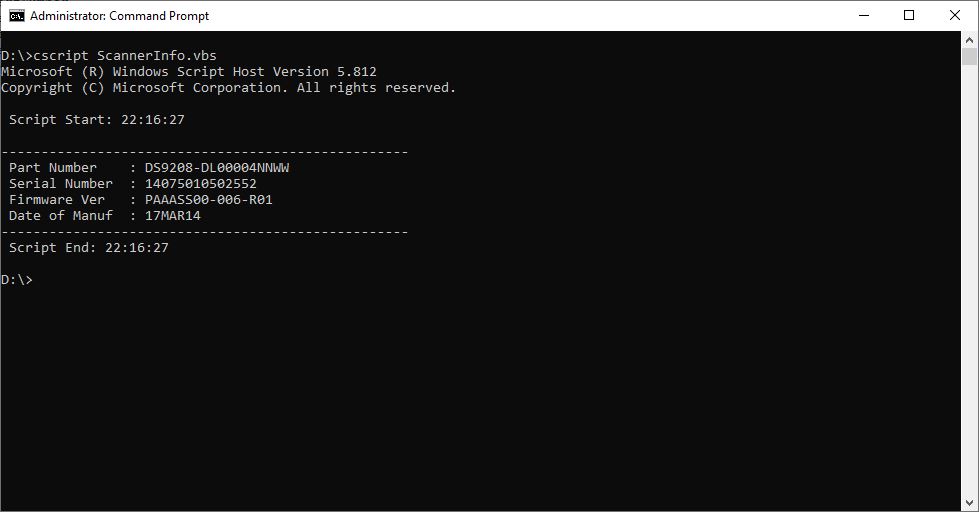 Administrator: Command Prompt
D:\>cscript ScannerInfo.vbs
Microsoft (R) Windows Script Host Version 5.812
Copyright (C) Microsoft Corporation. All rights reserved.
Script Start: 22:16:27
---------------------------------------------------
Part Number    : DS9208-DL00004NNWW
Serial Number  : 14075010502552
Firmware Ver   : PAAASS00-006-R01
Date of Manuf  : 17MAR14
---------------------------------------------------
Script End: 22:16:27
D:\>